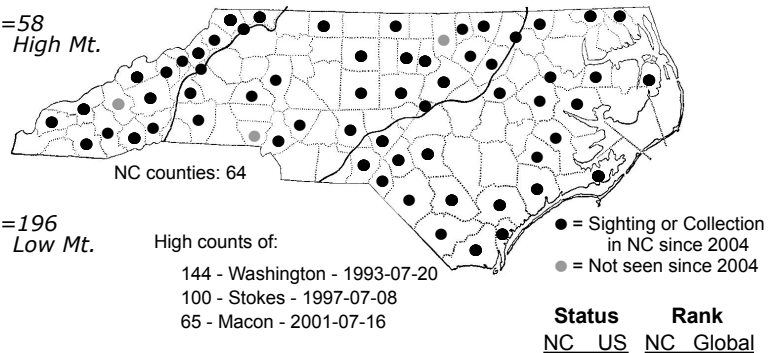 =58
High Mt.
NC counties: 64
=196
Low Mt.
High counts of:
144 - Washington - 1993-07-20
100 - Stokes - 1997-07-08
65 - Macon - 2001-07-16
= Sighting or Collection
in NC since 2004
= Not seen since 2004
Status Rank
NC US NC Global